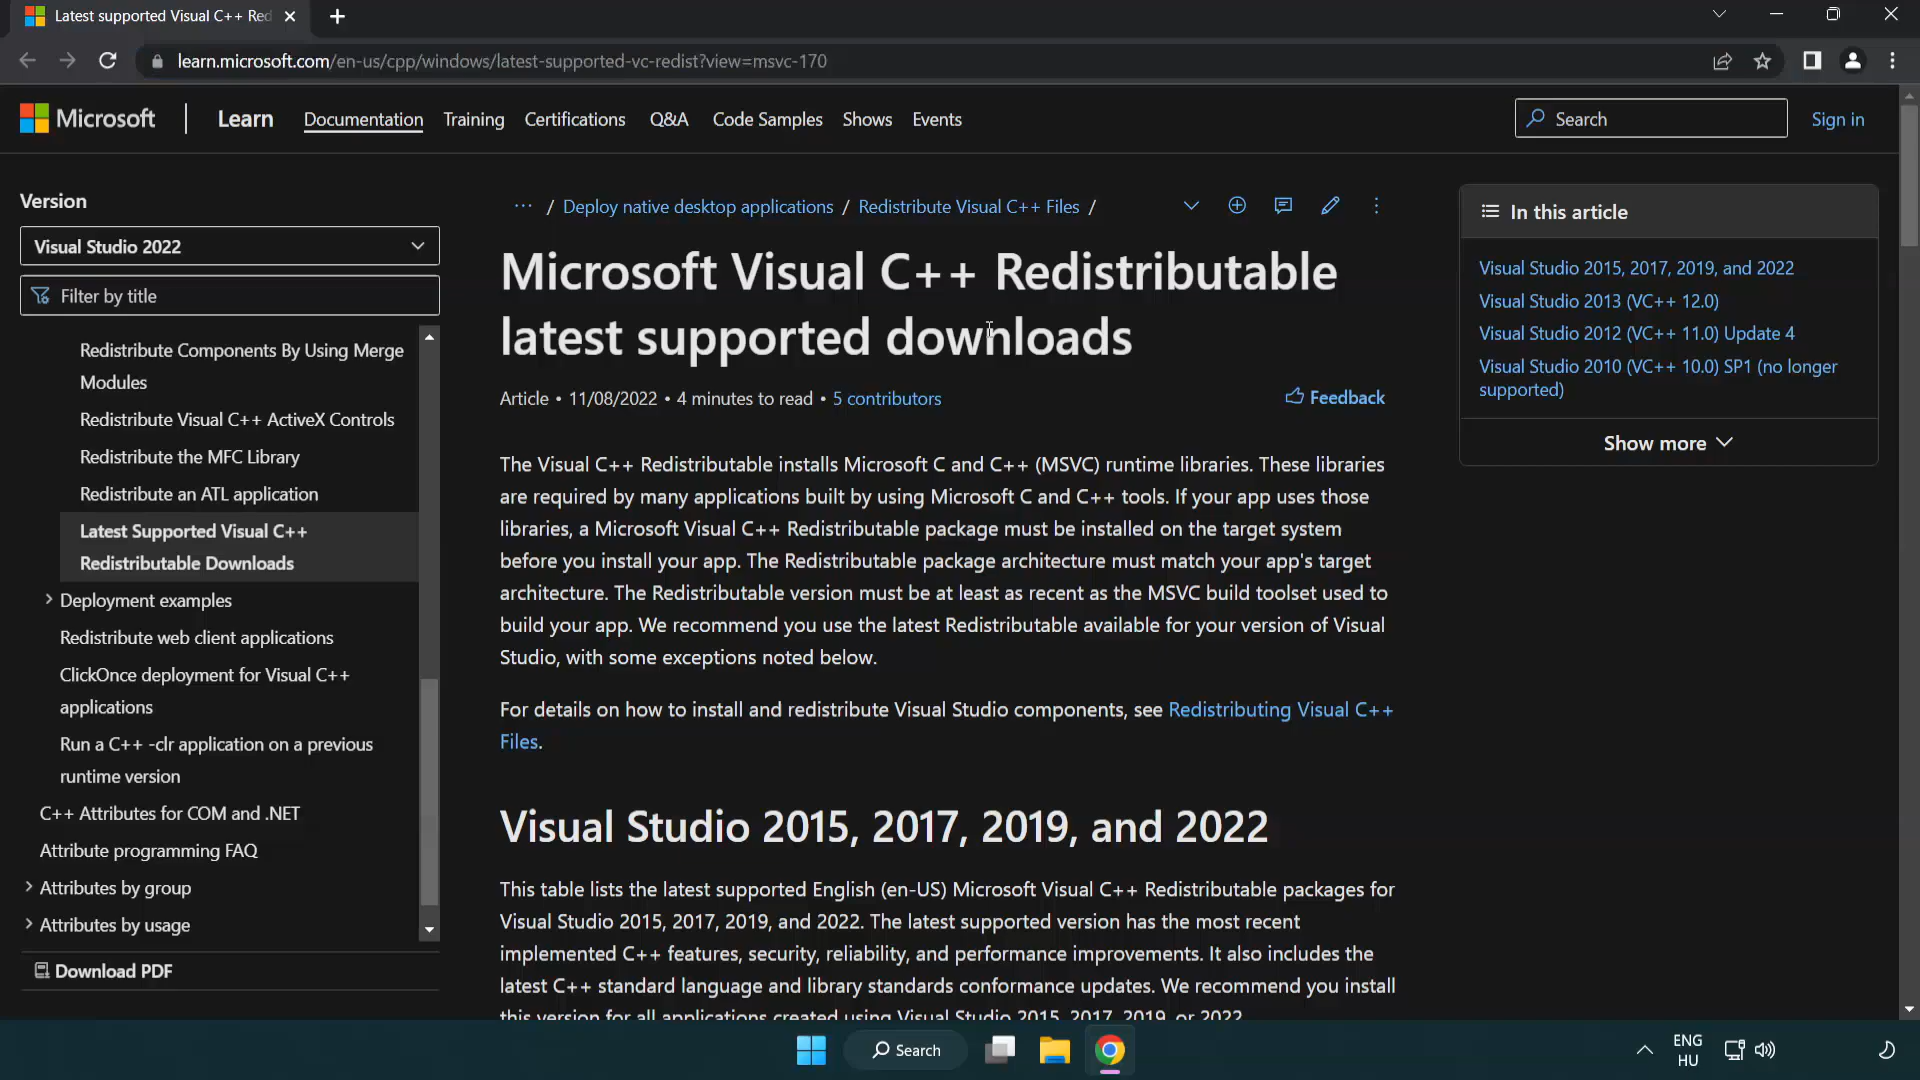 Latest supported Visual C++ Red
learn.microsoft.com/en-us/cpp/windows/latest-supported-vc-redist?view=msvc-170
Microsoft
Learn
Documentation
Training
Certifications
Q&A
Code Samples
Shows
Events
Search
Sign in
Version
Visual Studio 2022
Filter by title
Redistribute Components By Using Merge
Modules
Redistribute Visual C++ ActiveX Controls
Redistribute the MFC Library
Redistribute an ATL application
Latest Supported Visual C++
Redistributable Downloads
Deployment examples
Redistribute web client applications
ClickOnce deployment for Visual C++
applications
Run a C++ -clr application on a previous
runtime version
C++ Attributes for COM and .NET
Attribute programming FAQ
Attributes by group
Attributes by usage
Download PDF
··· / Deploy native desktop applications / Redistribute Visual C++ Files /
Microsoft Visual C++ Redistributable
latest supported downloads
Article • 11/08/2022 • 4 minutes to read • 5 contributors
Feedback
The Visual C++ Redistributable installs Microsoft C and C++ (MSVC) runtime libraries. These libraries
are required by many applications built by using Microsoft C and C++ tools. If your app uses those
libraries, a Microsoft Visual C++ Redistributable package must be installed on the target system
before you install your app. The Redistributable package architecture must match your app's target
architecture. The Redistributable version must be at least as recent as the MSVC build toolset used to
build your app. We recommend you use the latest Redistributable available for your version of Visual
Studio, with some exceptions noted below.
For details on how to install and redistribute Visual Studio components, see Redistributing Visual C++
Files.
Visual Studio 2015, 2017, 2019, and 2022
This table lists the latest supported English (en-US) Microsoft Visual C++ Redistributable packages for
Visual Studio 2015, 2017, 2019, and 2022. The latest supported version has the most recent
implemented C++ features, security, reliability, and performance improvements. It also includes the
latest C++ standard language and library standards conformance updates. We recommend you install
this version for all applications created using Visual Studio 2015, 2017, 2019, or 2022.
In this article
Visual Studio 2015, 2017, 2019, and 2022
Visual Studio 2013 (VC++ 12.0)
Visual Studio 2012 (VC++ 11.0) Update 4
Visual Studio 2010 (VC++ 10.0) SP1 (no longer
supported)
Show more
Search
ENG
HU